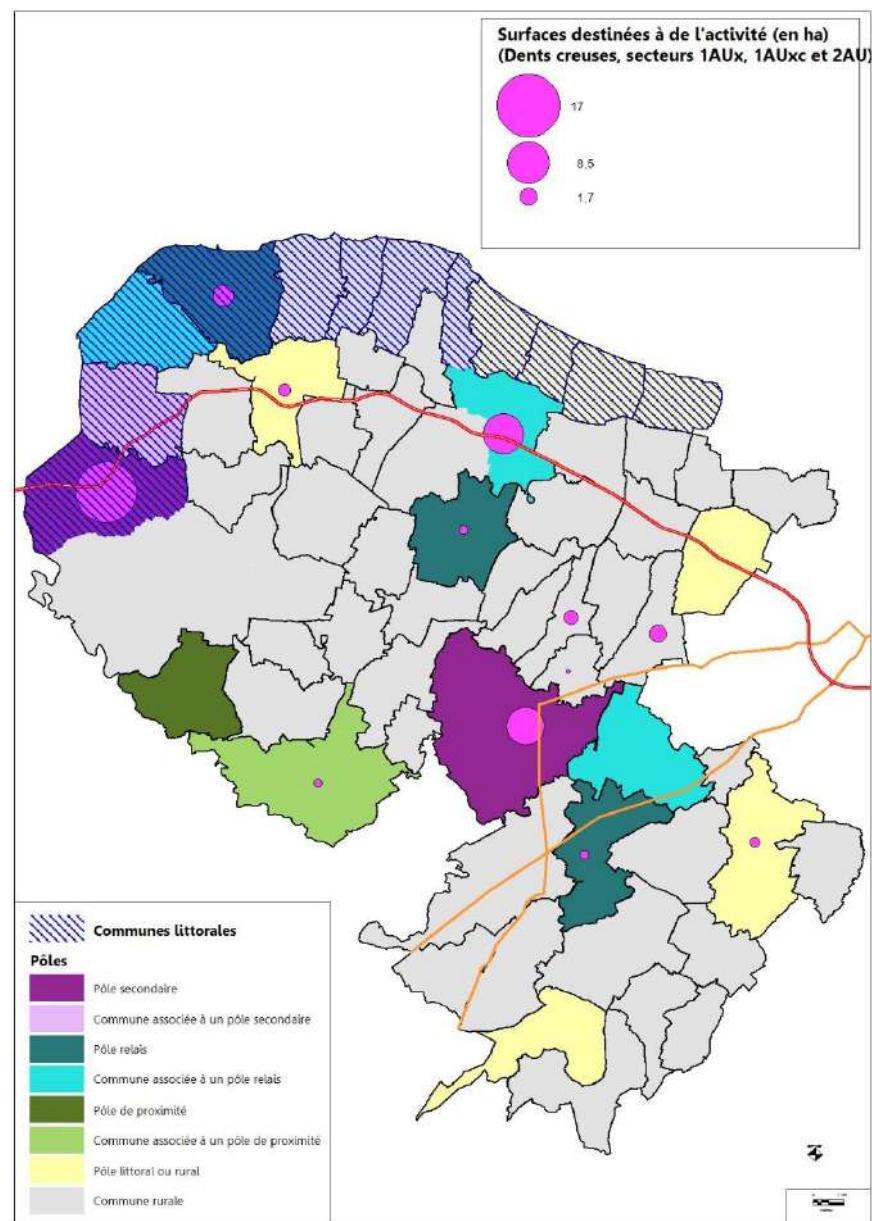 Surfaces destinées à de l'activité (en ha)
(Dents creuses, secteurs 1AUx, 1AUxc et 2AU)
17
8,5
1,7
Communes littorales
Pôles
Pôle secondaire
Commune associée à un pôle secondaire
Pôle relais
Commune associée à un pôle relais
Pôle de proximité
Commune associée à un pôle de proximité
Pôle littoral ou rural
Commune rurale